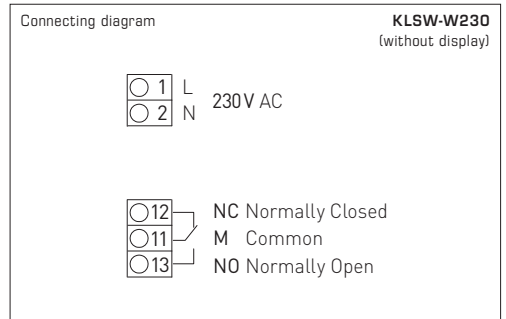 Connecting diagram
KLSW-W230
(without display)
1 L
230 V AC
2 N
12 NC Normally Closed
11 M Common
13 NO Normally Open